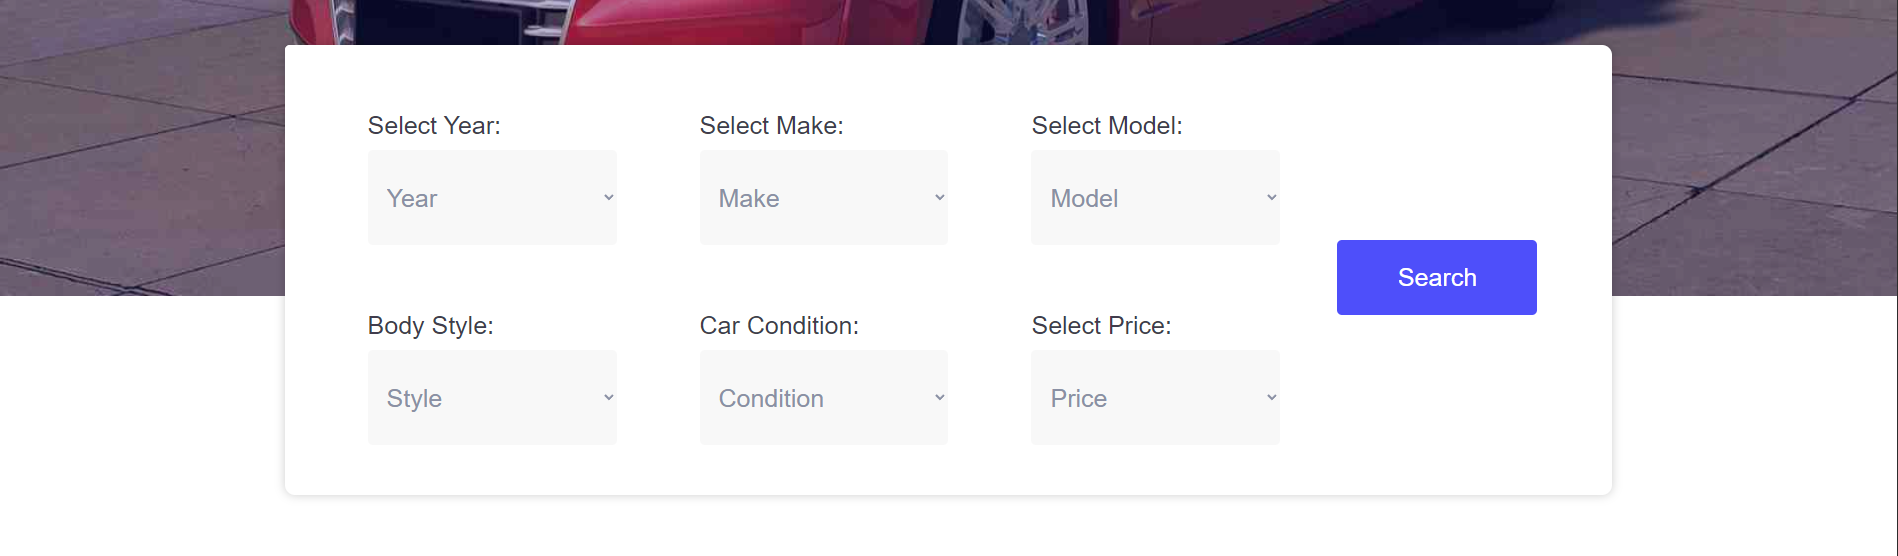 Select Year:
Select Make:
Select Model:
Year
Make
Model
Search
Body Style:
Car Condition:
Select Price:
Style
Condition
Price